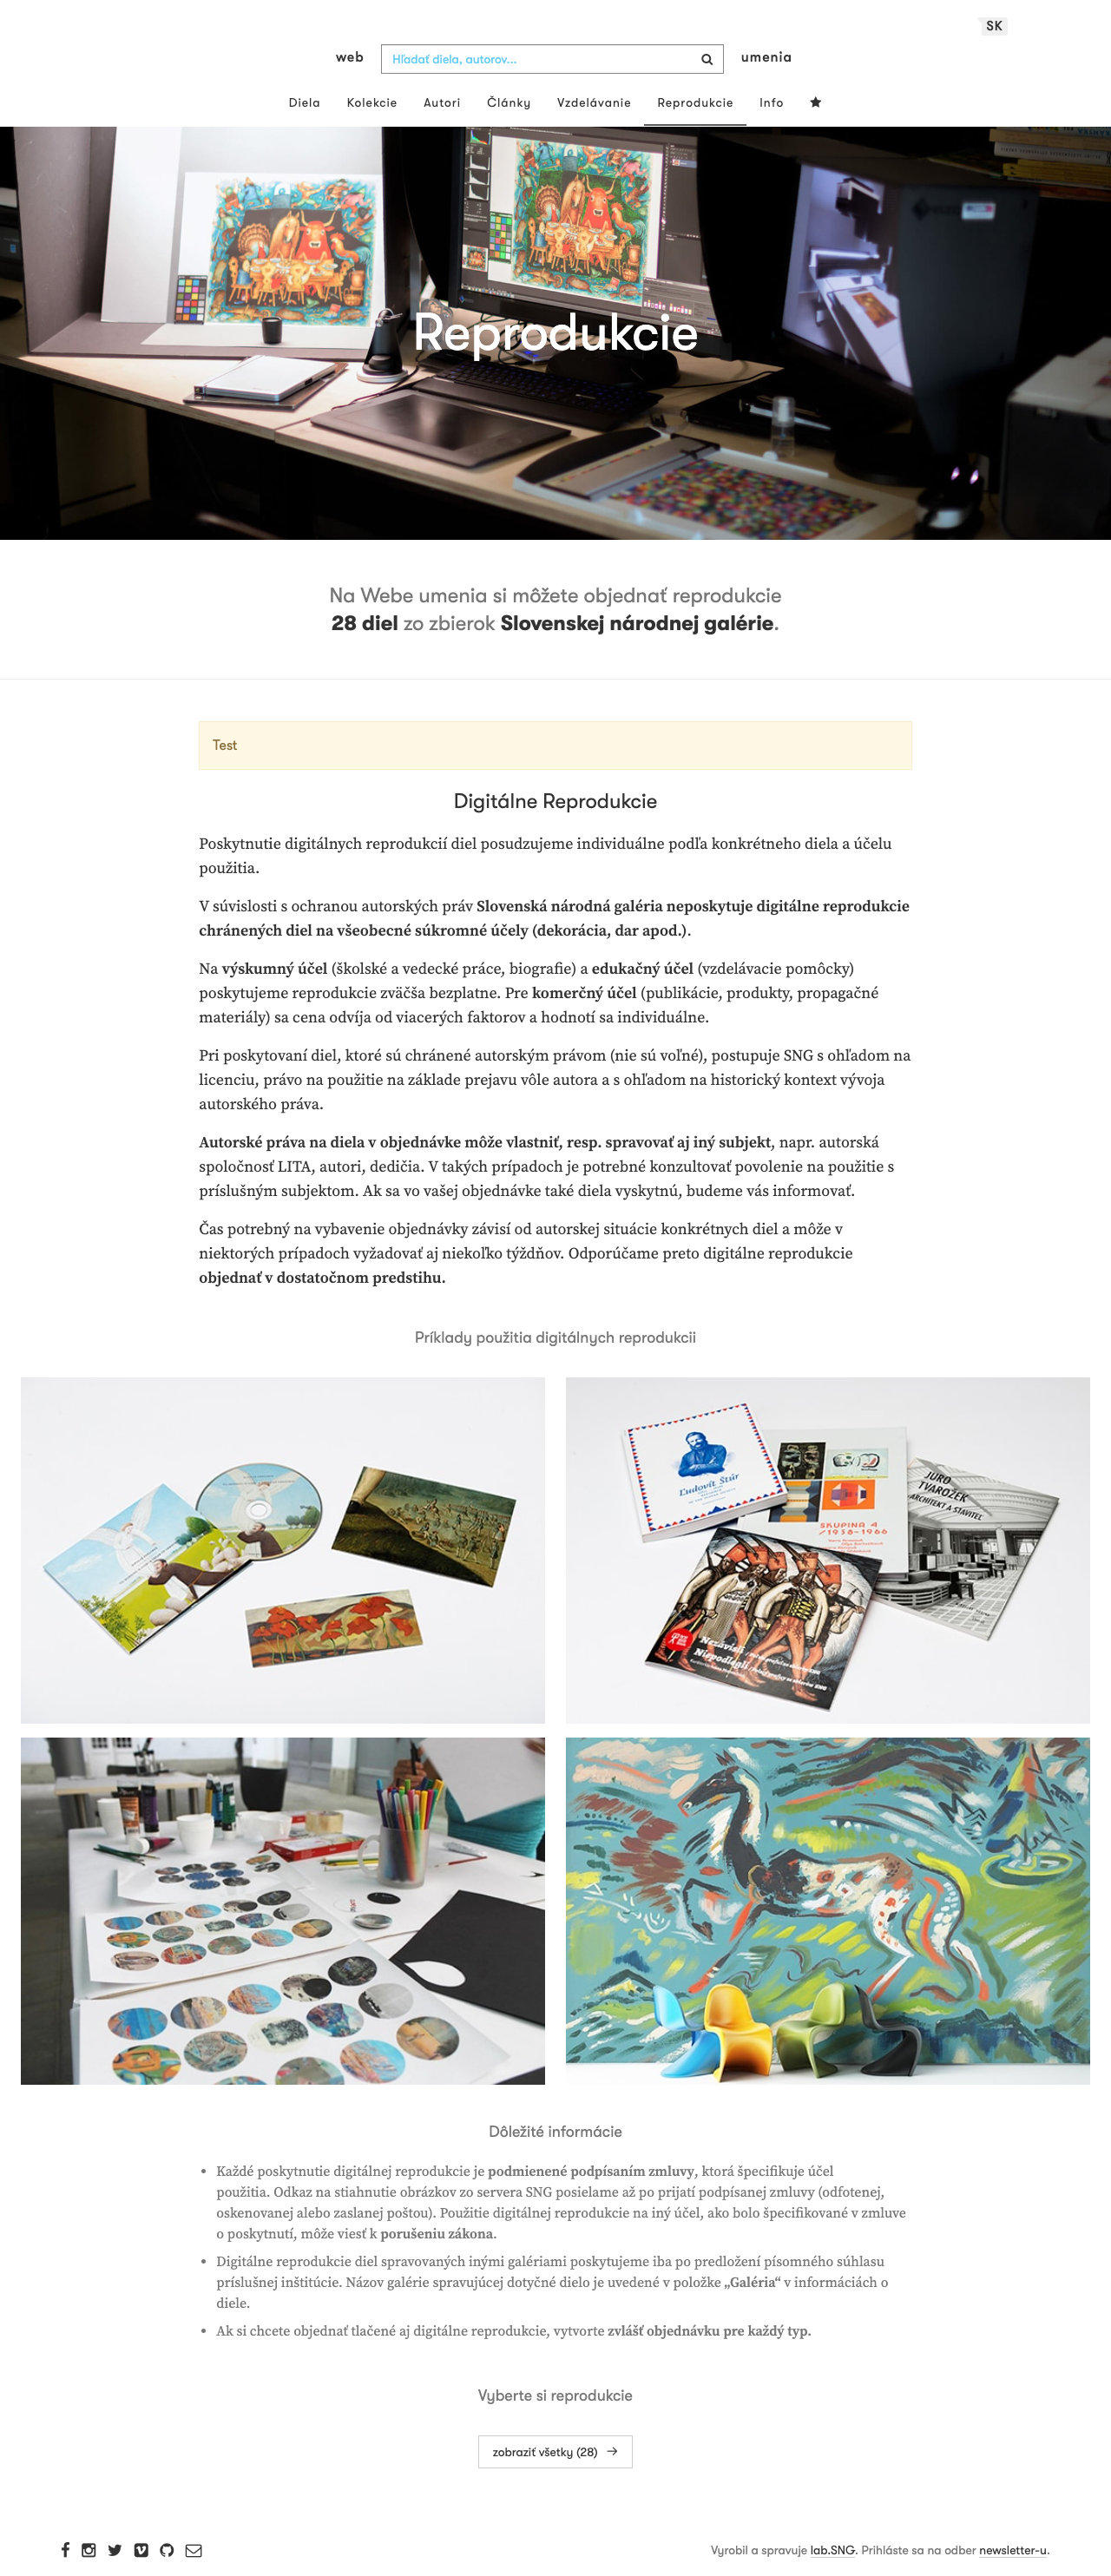 SK
web
Hľadať diela, autorov...
umenia
Diela Kolekcie Autori Články Vzdelávanie Reprodukcie Info
Reprodukcie
Na Webe umenia si môžete objednať reprodukcie
28 diel zo zbierok Slovenskej národnej galérie.
Test
Digitálne Reprodukcie
Poskytnutie digitálnych reprodukcií diel posudzujeme individuálne podľa konkrétneho diela a účelu
použitia.
V súvislosti s ochranou autorských práv Slovenská národná galéria neposkytuje digitálne reprodukcie
chránených diel na všeobecné súkromné účely (dekorácia, dar apod.).
Na výskumný účel (školské a vedecké práce, biografie) a edukačný účel (vzdelávacie pomôcky)
poskytujeme reprodukcie zväčša bezplatne. Pre komerčný účel (publikácie, produkty, propagačné
materiály) sa cena odvíja od viacerých faktorov a hodnotí sa individuálne.
Pri poskytovaní diel, ktoré sú chránené autorským právom (nie sú voľné), postupuje SNG s ohľadom na
licenciu, právo na použitie na základe prejavu vôle autora a s ohľadom na historický kontext vývoja
autorského práva.
Autorské práva na diela v objednávke môže vlastniť, resp. spravovať aj iný subjekt, napr. autorská
spoločnosť LITA, autori, dedičia. V takých prípadoch je potrebné konzultovať povolenie na použitie s
príslušným subjektom. Ak sa vo vašej objednávke také diela vyskytnú, budeme vás informovať.
Čas potrebný na vybavenie objednávky závisí od autorskej situácie konkrétnych diel a môže v
niektorých prípadoch vyžadovať aj niekoľko týždňov. Odporúčame preto digitálne reprodukcie
objednať v dostatočnom predstihu.
Príklady použitia digitálnych reprodukcii
Ľudovít Štúr
SKUPINA 4
/1938-1966
JURO
TVAROŽEK
ARCHITEKT A STAVITEĽ
Nezávislí
Niepodlegli
Dôležité informácie
• Každé poskytnutie digitálnej reprodukcie je podmienené podpísaním zmluvy, ktorá špecifikuje účel
použitia. Odkaz na stiahnutie obrázkov zo servera SNG posielame až po prijatí podpísanej zmluvy (odfotenej,
oskenovanej alebo zaslanej poštou). Použitie digitálnej reprodukcie na iný účel, ako bolo špecifikované v zmluve
o poskytnutí, môže viesť k porušeniu zákona.
• Digitálne reprodukcie diel spravovaných inými galériami poskytujeme iba po predložení písomného súhlasu
príslušnej inštitúcie. Názov galérie spravujúcej dotyčné dielo je uvedené v položke „Galéria“ v informáciách o
diele.
• Ak si chcete objednať tlačené aj digitálne reprodukcie, vytvorte zvlášť objednávku pre každý typ.
Vyberte si reprodukcie
zobraziť všetky (28) →
Vyrobil a spravuje lab.SNG. Prihláste sa na odber newsletter-u.